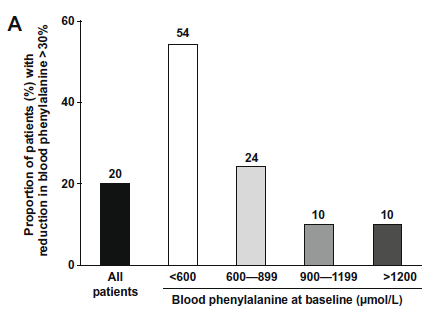 A
Proportion of patients (%) with
reduction in blood phenylalanine >30%
60
40
20
0
20
54
24
10
10
All
patients
<600
600—899
900—1199
>1200
Blood phenylalanine at baseline (µmol/L)